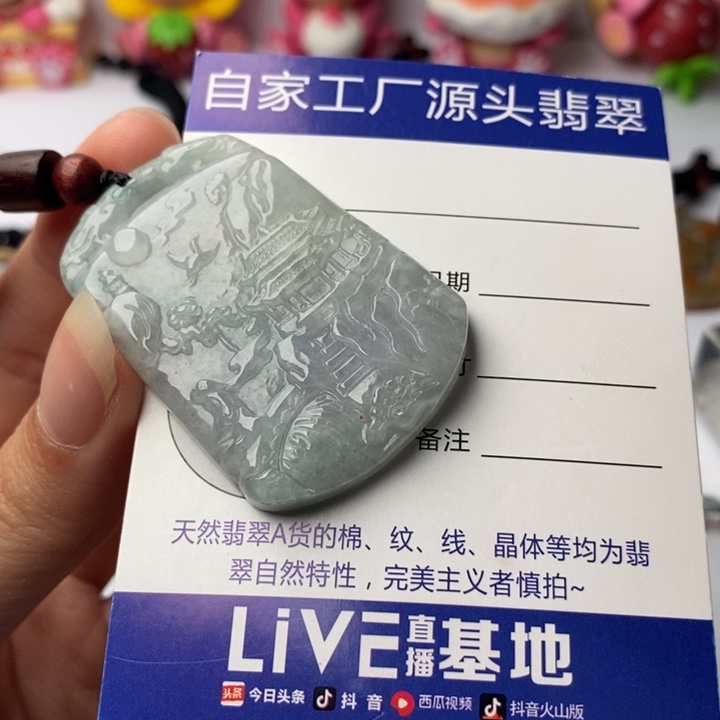 自家工厂源头翡翠
期
备注
天然翡翠A货的棉、纹、线、晶体等均为翡
翠自然特性，完美主义者慎拍~
LiVE直播基地
头条 今日头条 抖音 西瓜视频 抖音火山版